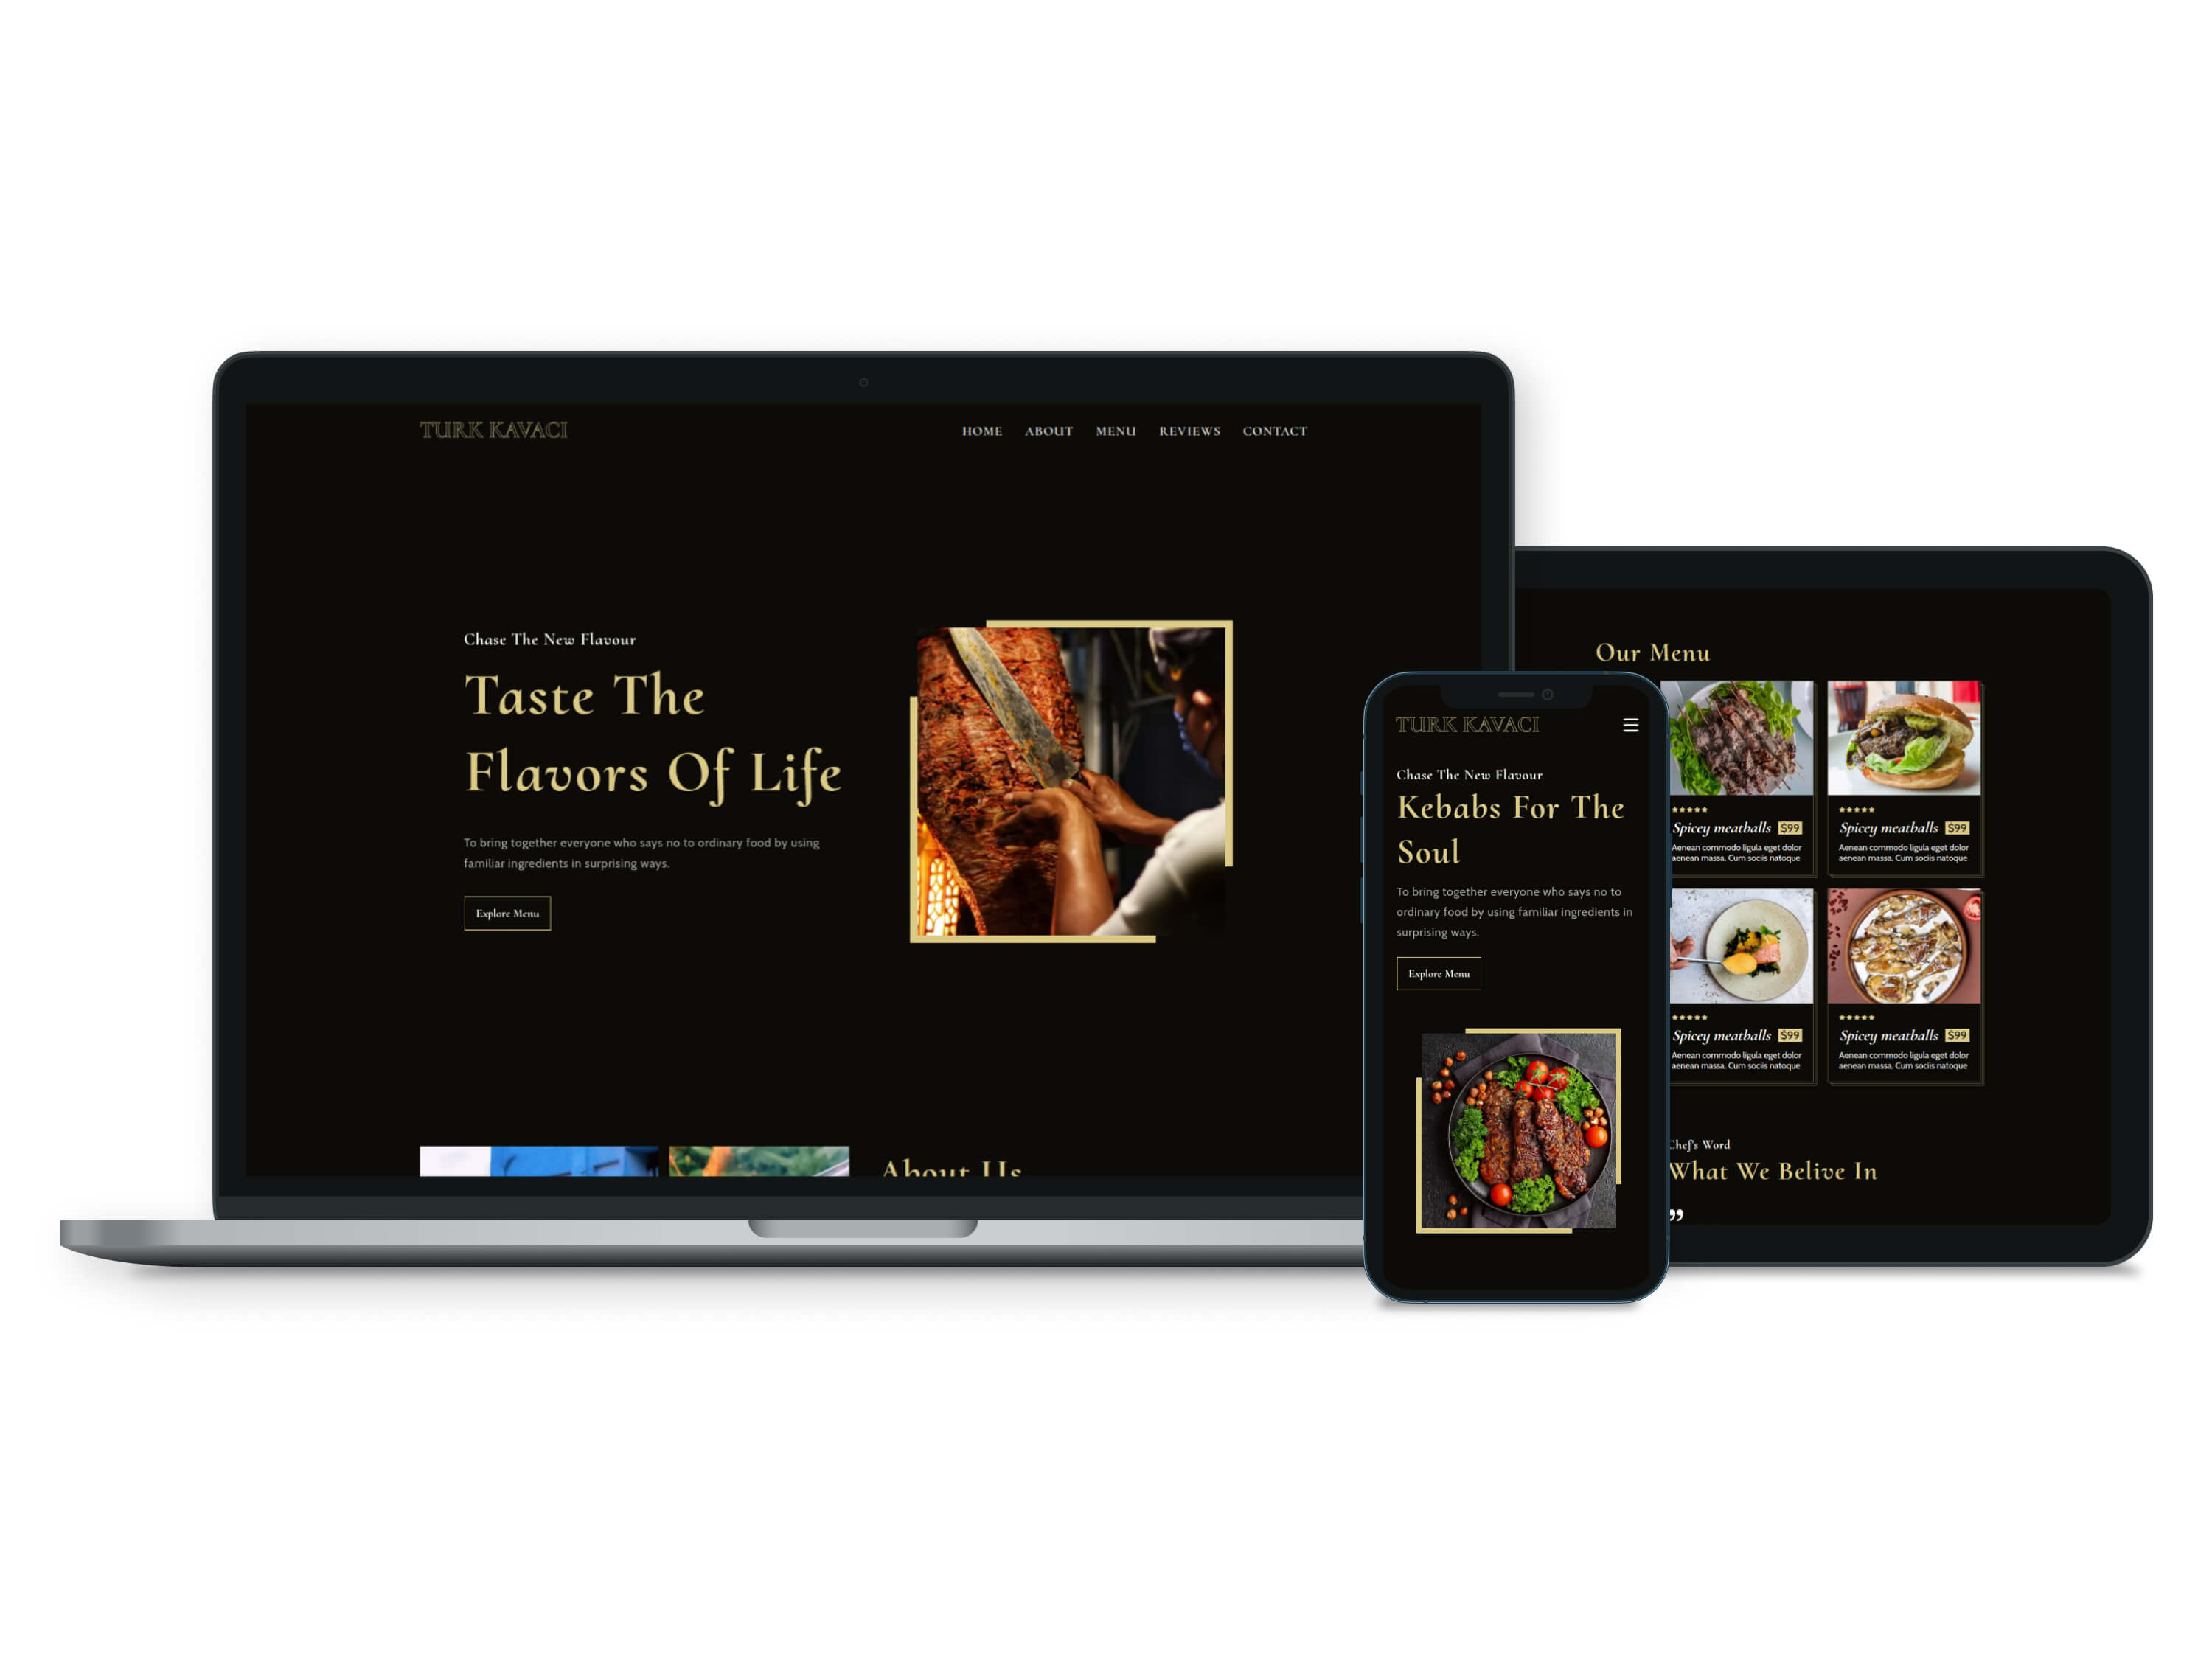 TURK KAVACI
HOME ABOUT MENU REVIEWS CONTACT
Chase The New Flavour
Taste The
Flavors Of Life
To bring together everyone who says no to ordinary food by using
familiar ingredients in surprising ways.
Explore Menu
About Us
TURK KAVACI
Chase The New Flavour
Kebabs For The
Soul
To bring together everyone who says no to
ordinary food by using familiar ingredients in
surprising ways.
Explore Menu
Our Menu
Spicey meatballs $99
Aenean commodo ligula eget dolor
aenean massa. Cum sociis natoque
Spicey meatballs $99
Aenean commodo ligula eget dolor
aenean massa. Cum sociis natoque
Spicey meatballs $99
Aenean commodo ligula eget dolor
aenean massa. Cum sociis natoque
Spicey meatballs $99
Aenean commodo ligula eget dolor
aenean massa. Cum sociis natoque
Chef's Word
What We Belive In
”